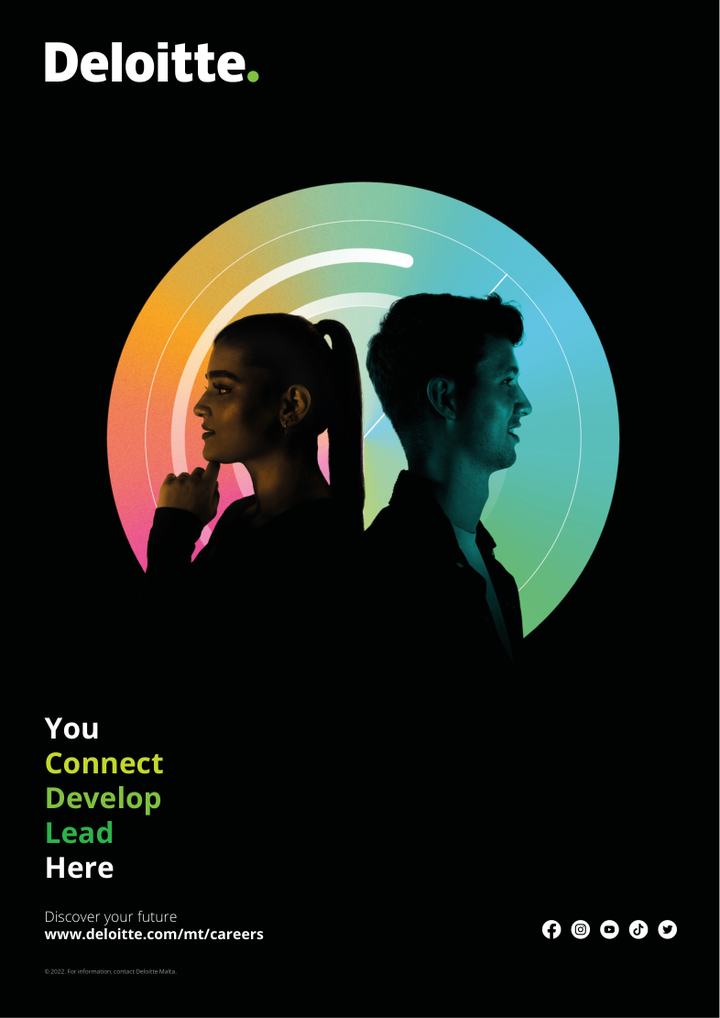 Deloitte.
You
Connect
Develop
Lead
Here
Discover your future
www.deloitte.com/mt/careers
© 2022. For information, contact Deloitte Malta.